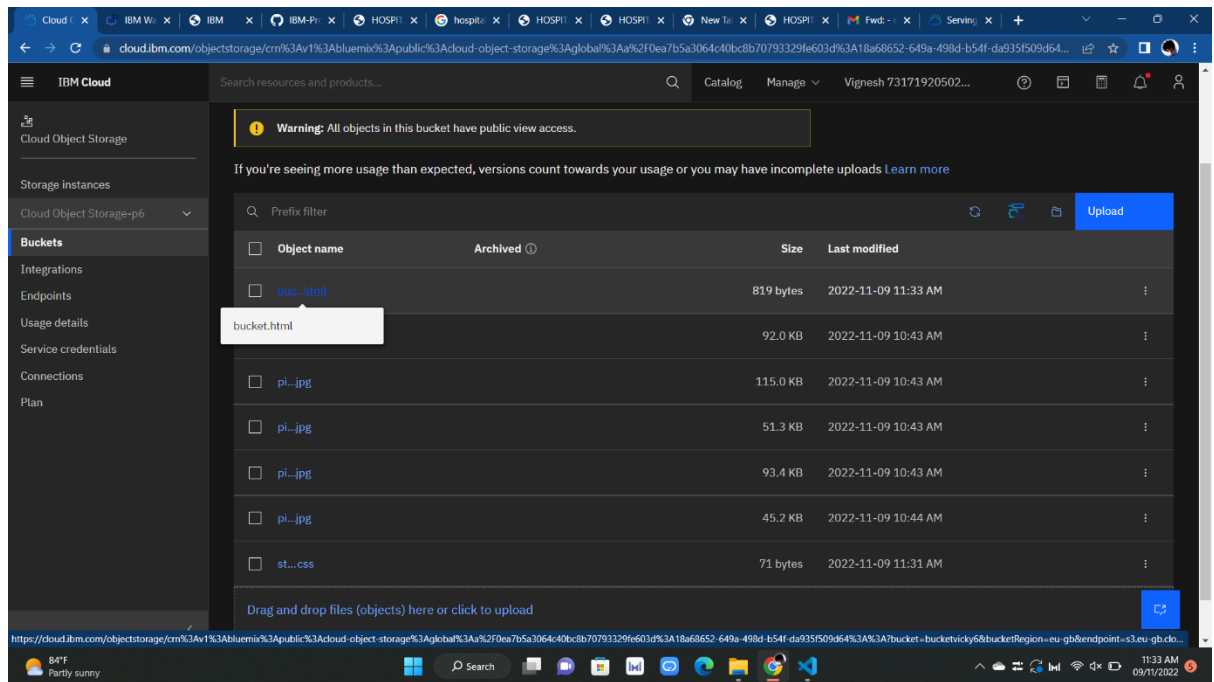 Cloud C
IBM Wa
IBM
IBM-Pro
HOSPIT
hospital
HOSPIT
HOSPIT
New Tab
HOSPIT
Fwd: - c
Serving
cloud.ibm.com/objectstorage/crn%3Av1%3Abluemix%3Apublic%3Acloud-object-storage%3Aglobal%3Aa%2F0ea7b5a3064c40bc8b70793329fe603d%3A18a68652-649a-498d-b54f-da935f509d64...
IBM Cloud
Search resources and products...
Catalog
Manage
Vignesh 73171920502...
Cloud Object Storage
Storage instances
Cloud Object Storage-p6
Buckets
Integrations
Endpoints
Usage details
Service credentials
Connections
Plan
Warning: All objects in this bucket have public view access.
If you're seeing more usage than expected, versions count towards your usage or you may have incomplete uploads Learn more
Prefix filter
Upload
Object name Archived Size Last modified
buc...html 819 bytes 2022-11-09 11:33 AM
bucket.html
92.0 KB 2022-11-09 10:43 AM
pi...jpg 115.0 KB 2022-11-09 10:43 AM
pi...jpg 51.3 KB 2022-11-09 10:43 AM
pi...jpg 93.4 KB 2022-11-09 10:43 AM
pi...jpg 45.2 KB 2022-11-09 10:44 AM
st...css 71 bytes 2022-11-09 11:31 AM
Drag and drop files (objects) here or click to upload
https://cloud.ibm.com/objectstorage/crn%3Av1%3Abluemix%3Apublic%3Acloud-object-storage%3Aglobal%3Aa%2F0ea7b5a3064c40bc8b70793329fe603d%3A18a68652-649a-498d-b54f-da935f509d64%3A%3A?bucket=bucketvicky6&bucketRegion=eu-gb&endpoint=s3.eu-gb.clo...
84°F
Partly sunny
Search
11:33 AM
09/11/2022
5